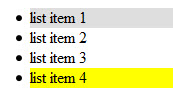 • list item 1
• list item 2
• list item 3
• list item 4